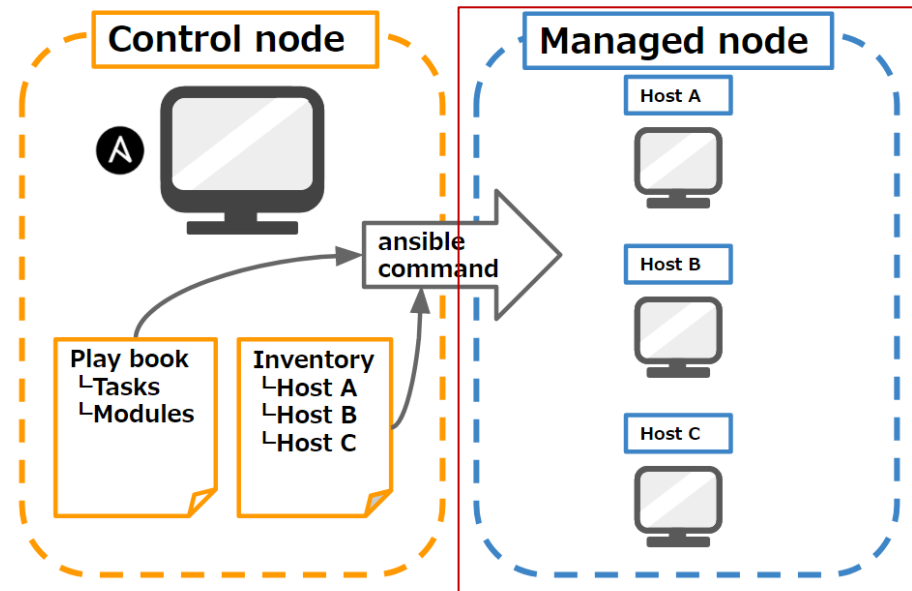 Control node
Managed node
Host A
ansible
command
Host B
Play book
└Tasks
└Modules
Inventory
└Host A
└Host B
└Host C
Host C